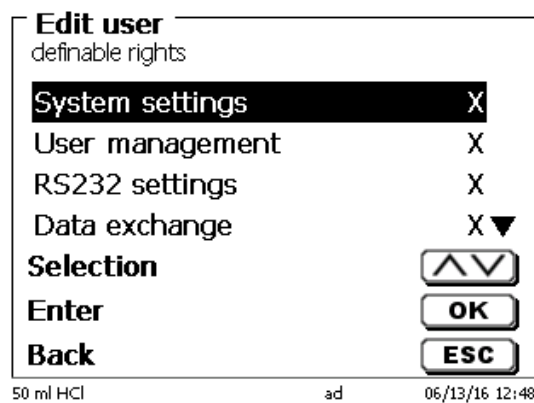 Edit user
definable rights
System settings X
User management X
RS232 settings X
Data exchange X
Selection
Enter OK
Back ESC
50 ml HCl ad 06/13/16 12:48